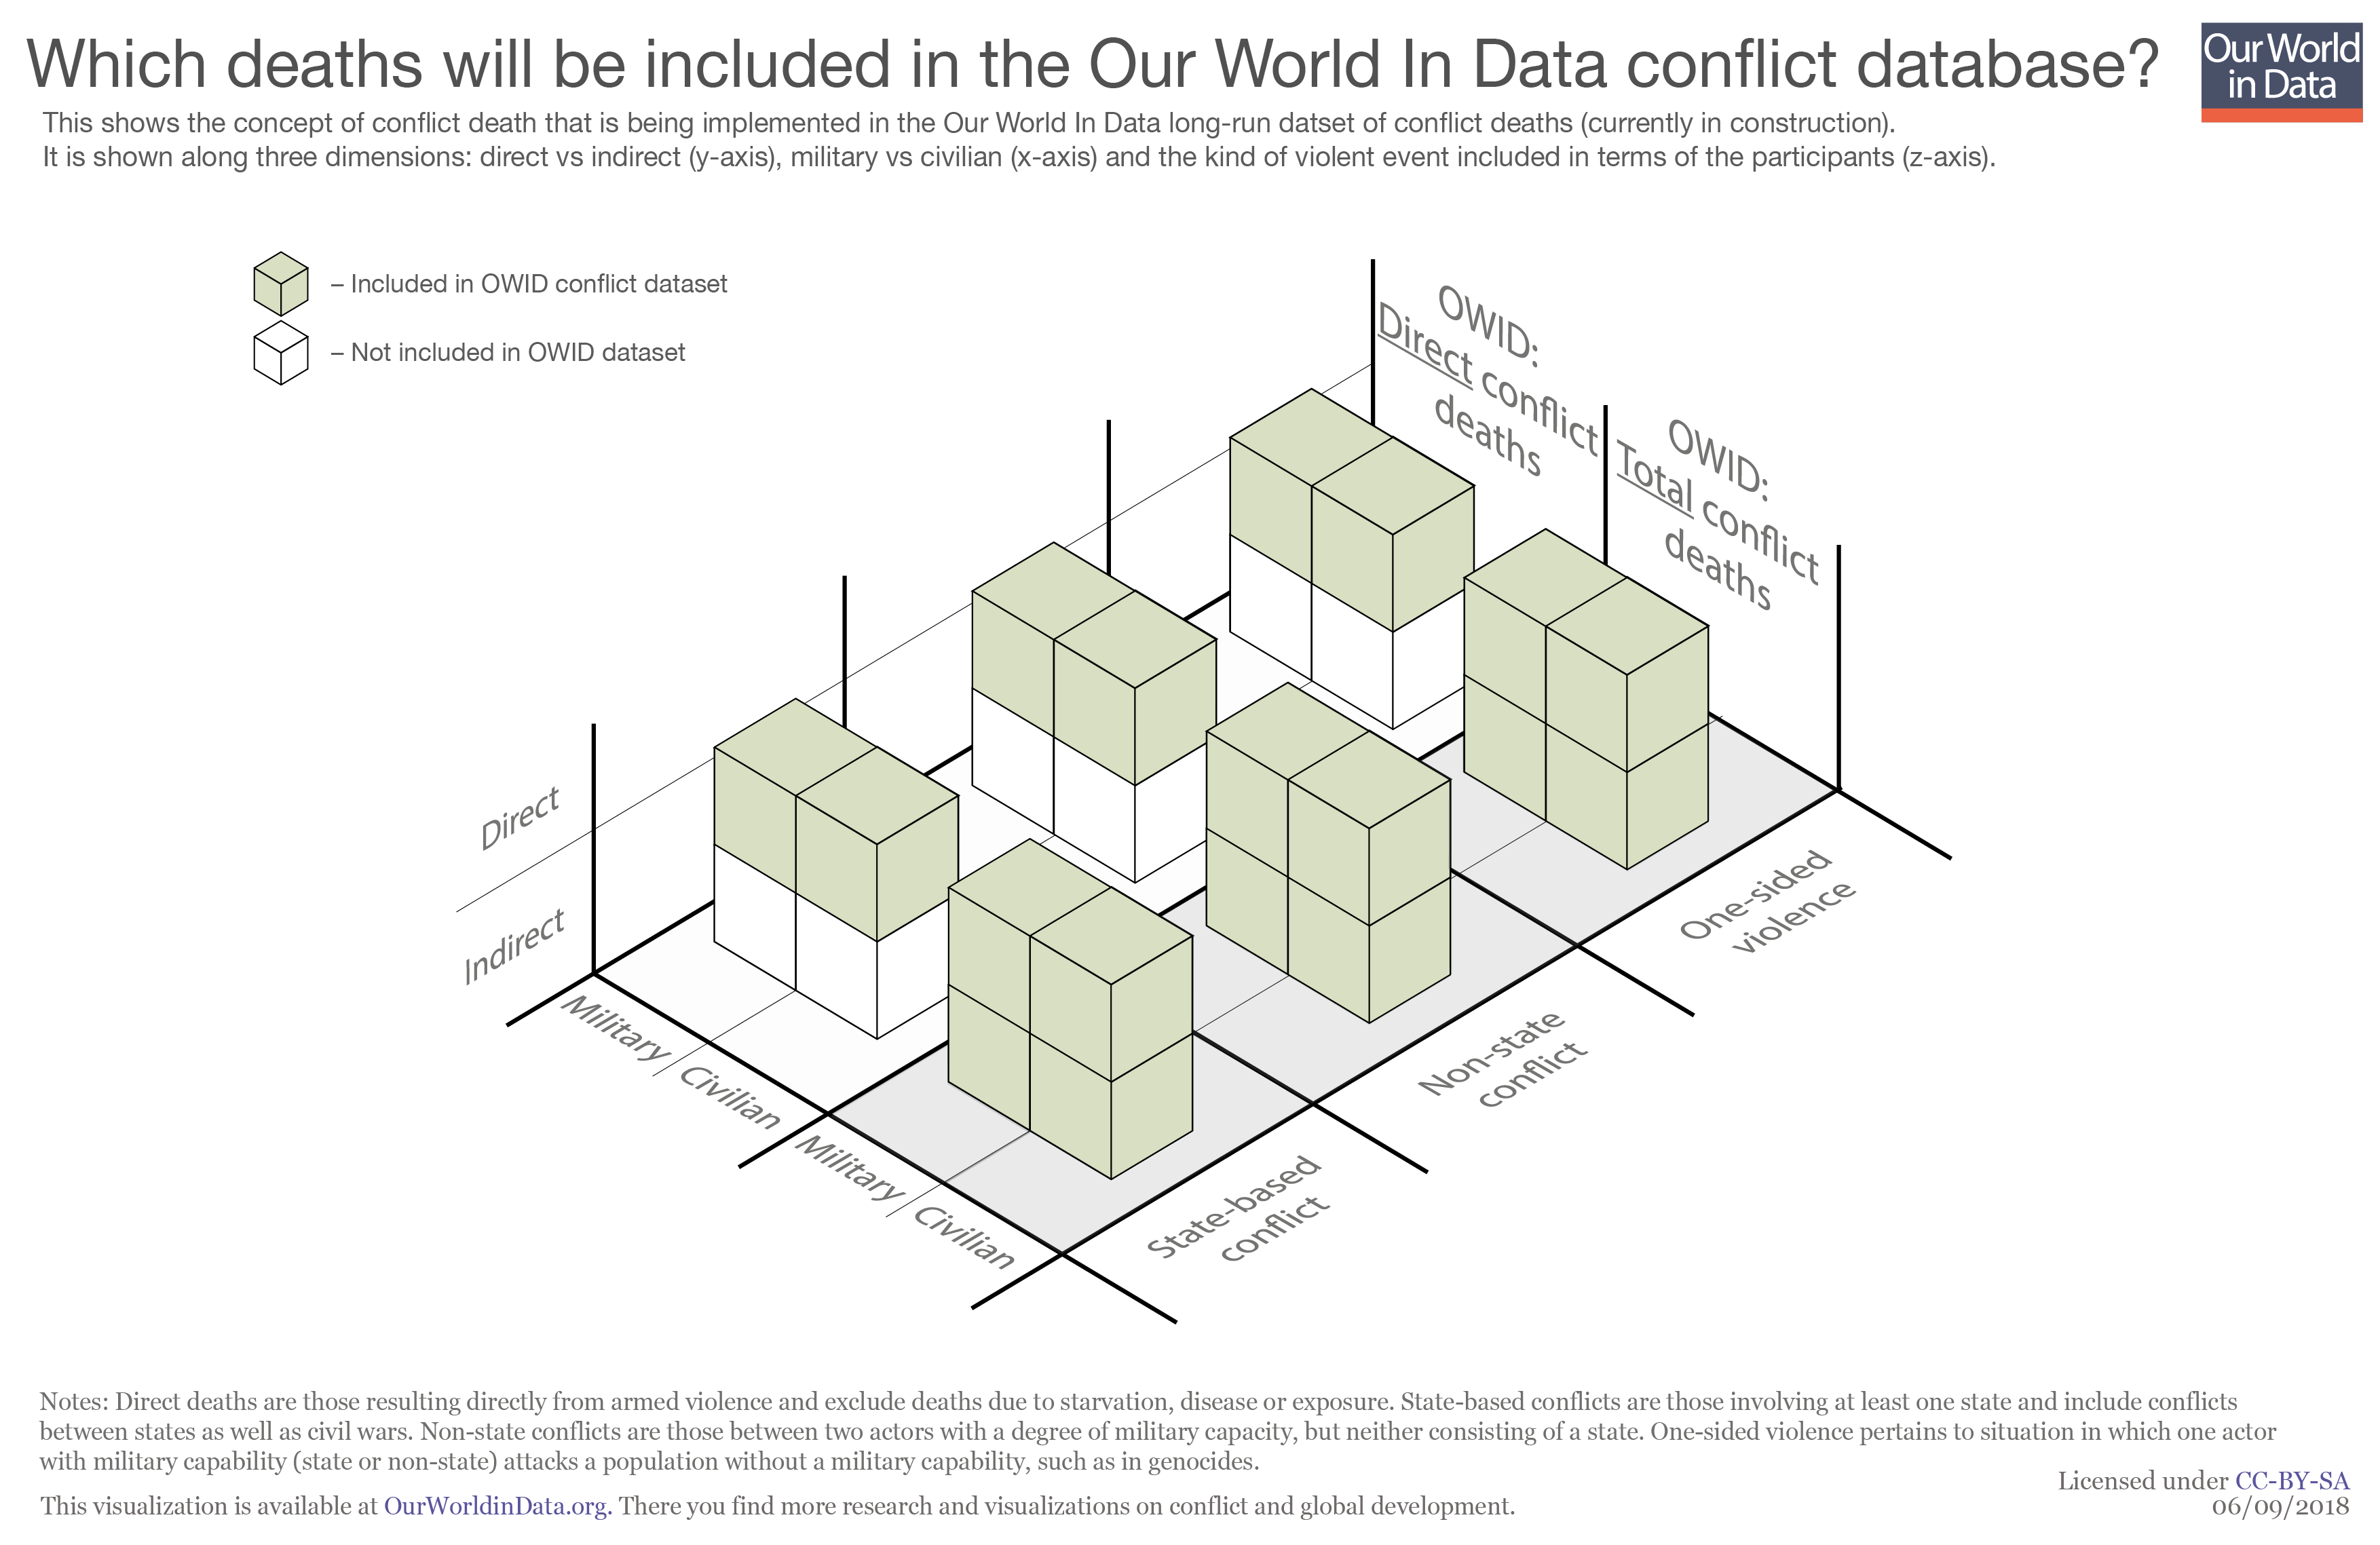 Which deaths will be included in the Our World In Data conflict database?
Our World
in Data
This shows the concept of conflict death that is being implemented in the Our World In Data long-run datset of conflict deaths (currently in construction).
It is shown along three dimensions: direct vs indirect (y-axis), military vs civilian (x-axis) and the kind of violent event included in terms of the participants (z-axis).
– Included in OWID conflict dataset
– Not included in OWID dataset
OWID:
Direct conflict
deaths
OWID:
Total conflict
deaths
Direct
Indirect
Military
Civilian
Military
Civilian
State-based
conflict
Non-state
conflict
One-sided
violence
Notes: Direct deaths are those resulting directly from armed violence and exclude deaths due to starvation, disease or exposure. State-based conflicts are those involving at least one state and include conflicts
between states as well as civil wars. Non-state conflicts are those between two actors with a degree of military capacity, but neither consisting of a state. One-sided violence pertains to situation in which one actor
with military capability (state or non-state) attacks a population without a military capability, such as in genocides.
This visualization is available at OurWorldinData.org. There you find more research and visualizations on conflict and global development.
Licensed under CC-BY-SA
06/09/2018